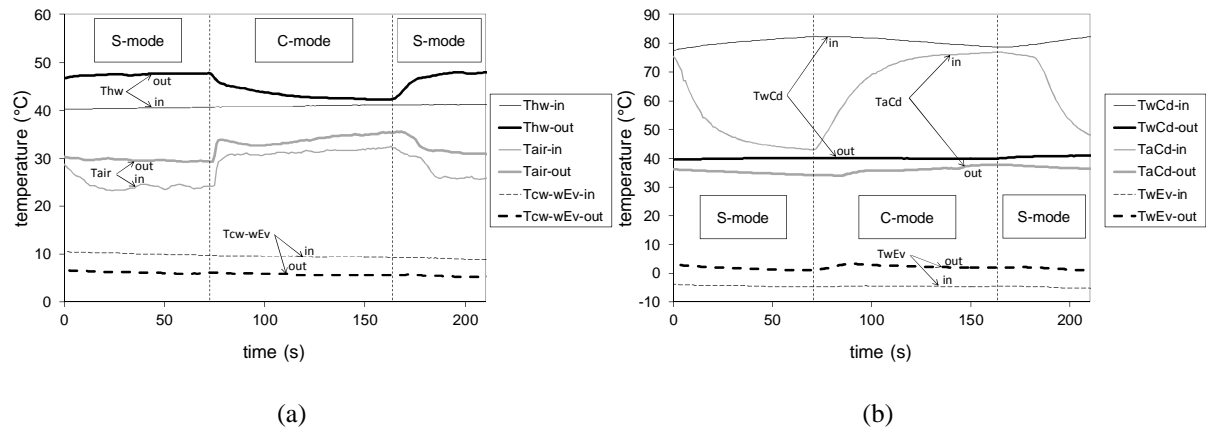 60
50
40
30
20
10
0
temperature (°C)
0
50
100
150
200
time (s)
S-mode
C-mode
S-mode
Thw
out
in
Tair
out
in
Tcw-wEv
in
out
Thw-in
Thw-out
Tair-in
Tair-out
Tcw-wEv-in
Tcw-wEv-out
(a)
90
80
70
60
50
40
30
20
10
0
-10
temperature (°C)
0
50
100
150
200
time (s)
in
TwCd
out
in
TaCd
out
S-mode
C-mode
S-mode
TwEv
out
in
TwCd-in
TwCd-out
TaCd-in
TaCd-out
TwEv-in
TwEv-out
(b)